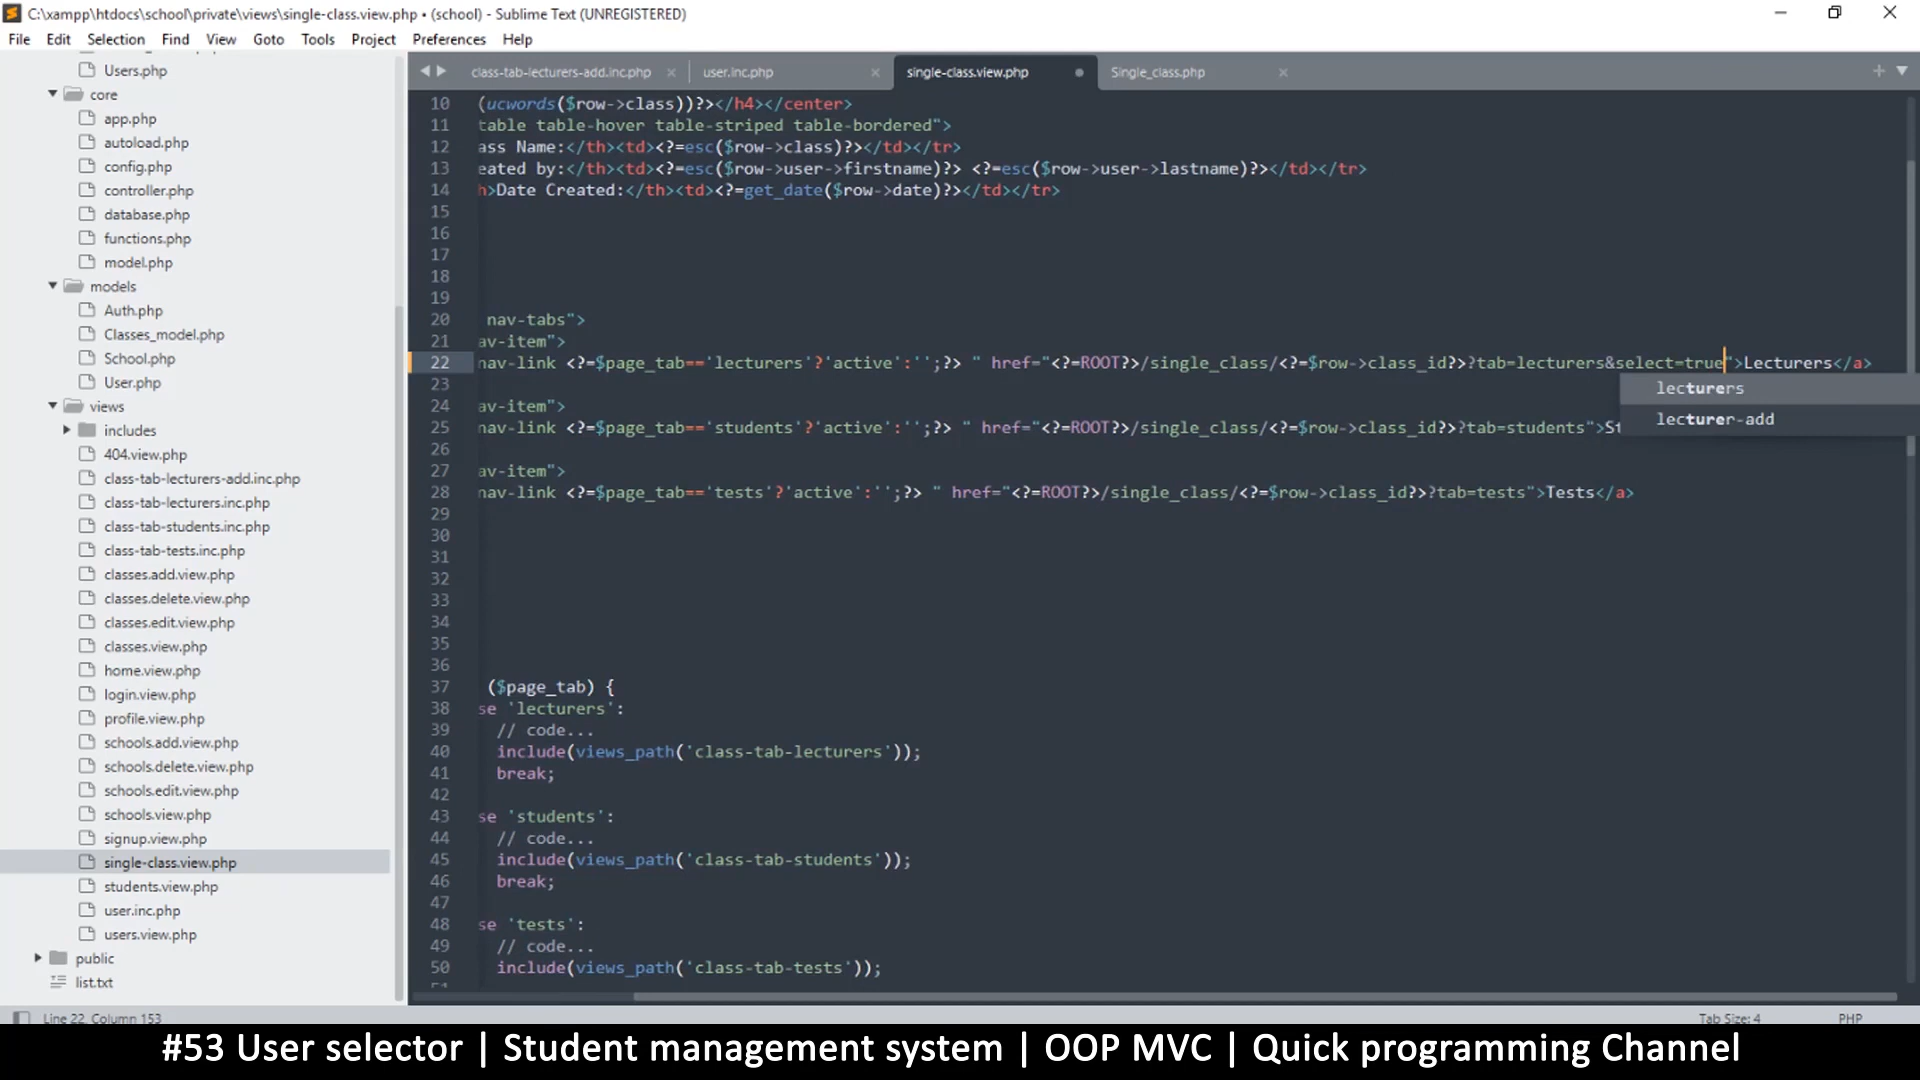 C:\xampp\htdocs\school\private\views\single-class.view.php • (school) - Sublime Text (UNREGISTERED)
File Edit Selection Find View Goto Tools Project Preferences Help
Users.php
core
app.php
autoload.php
config.php
controller.php
database.php
functions.php
model.php
models
Auth.php
Classes_model.php
School.php
User.php
views
includes
404.view.php
class-tab-lecturers-add.inc.php
class-tab-lecturers.inc.php
class-tab-students.inc.php
class-tab-tests.inc.php
classes.add.view.php
classes.delete.view.php
classes.edit.view.php
classes.view.php
home.view.php
login.view.php
profile.view.php
schools.add.view.php
schools.delete.view.php
schools.edit.view.php
schools.view.php
signup.view.php
single-class.view.php
students.view.php
user.inc.php
users.view.php
public
list.txt
class-tab-lecturers-add.inc.php user.inc.php single-class.view.php Single_class.php
10 (ucwords($row->class))?></h4></center>
11 table table-hover table-striped table-bordered">
12 ass Name:</th><td><?=esc($row->class)?></td></tr>
13 eated by:</th><td><?=esc($row->user->firstname)?> <?=esc($row->user->lastname)?></td></tr>
14 h>Date Created:</th><td><?=get_date($row->date)?></td></tr>
15
16
17
18
19
20 nav-tabs">
21 av-item">
22 nav-link <?=$page_tab=='lecturers'?'active':'';?> " href="<?=ROOT?>/single_class/<?=$row->class_id?>?tab=lecturers&select=true">Lecturers</a>
23
lecturers
lecturer-add
24 av-item">
25 nav-link <?=$page_tab=='students'?'active':'';?> " href="<?=ROOT?>/single_class/<?=$row->class_id?>?tab=students">St
26
27 av-item">
28 nav-link <?=$page_tab=='tests'?'active':'';?> " href="<?=ROOT?>/single_class/<?=$row->class_id?>?tab=tests">Tests</a>
29
30
31
32
33
34
35
36
37 ($page_tab) {
38 se 'lecturers':
39 // code...
40 include(views_path('class-tab-lecturers'));
41 break;
42
43 se 'students':
44 // code...
45 include(views_path('class-tab-students'));
46 break;
47
48 se 'tests':
49 // code...
50 include(views_path('class-tab-tests'));
Line 22, Column 153 Tab Size: 4 PHP
#53 User selector | Student management system | OOP MVC | Quick programming Channel